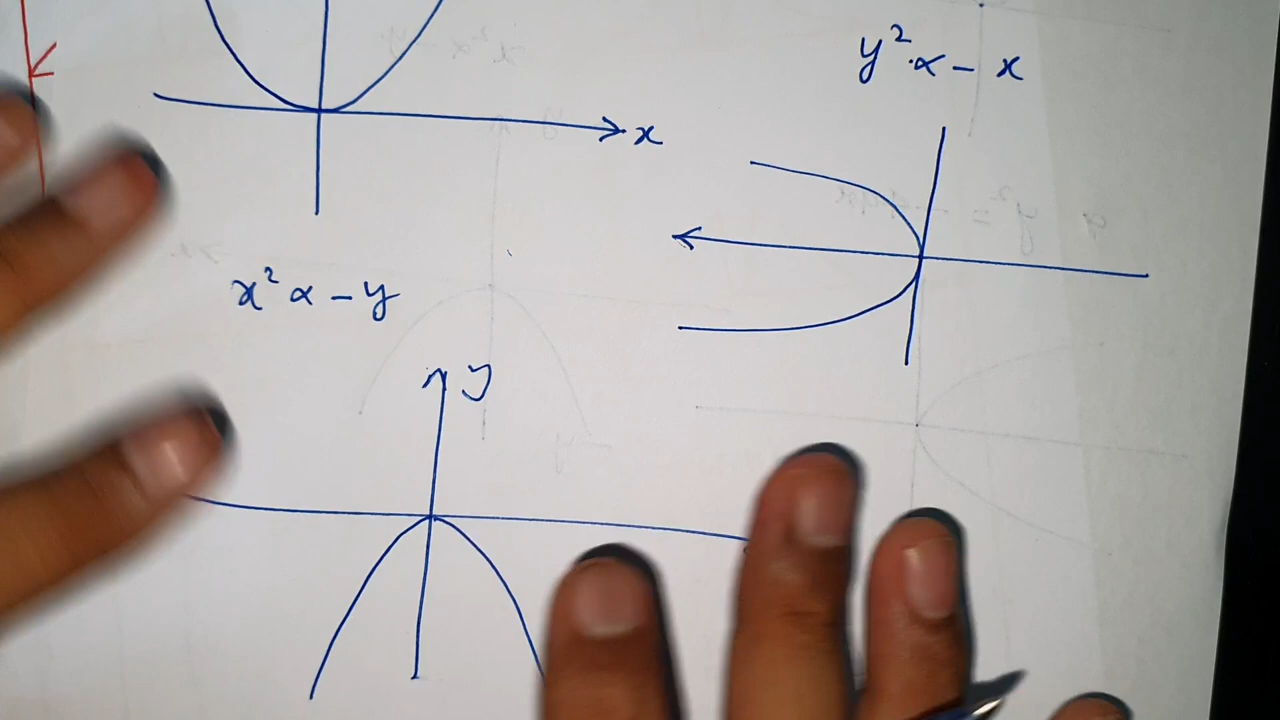 y² α - x
x
x² α - y
y